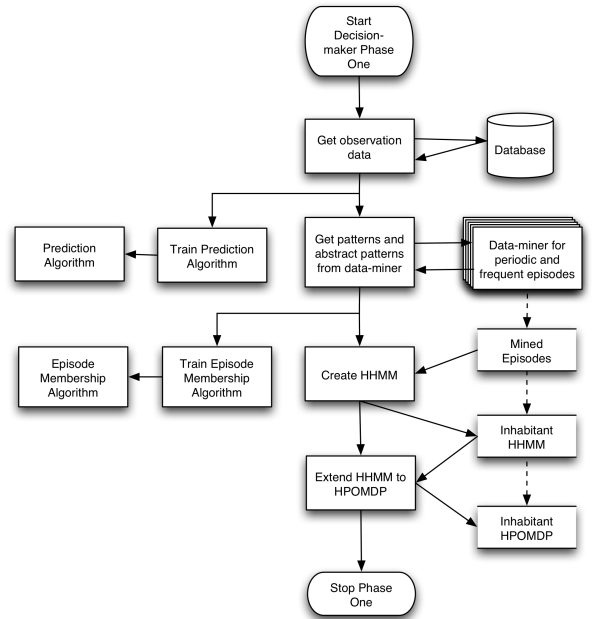 Start
Decision-
maker Phase
One
Get observation
data
Database
Prediction
Algorithm
Train Prediction
Algorithm
Get patterns and
abstract patterns
from data-miner
Data-miner for
periodic and
frequent episodes
Episode
Membership
Algorithm
Train Episode
Membership
Algorithm
Create HHMM
Mined
Episodes
Inhabitant
HHMM
Extend HHMM to
HPOMDP
Inhabitant
HPOMDP
Stop Phase
One